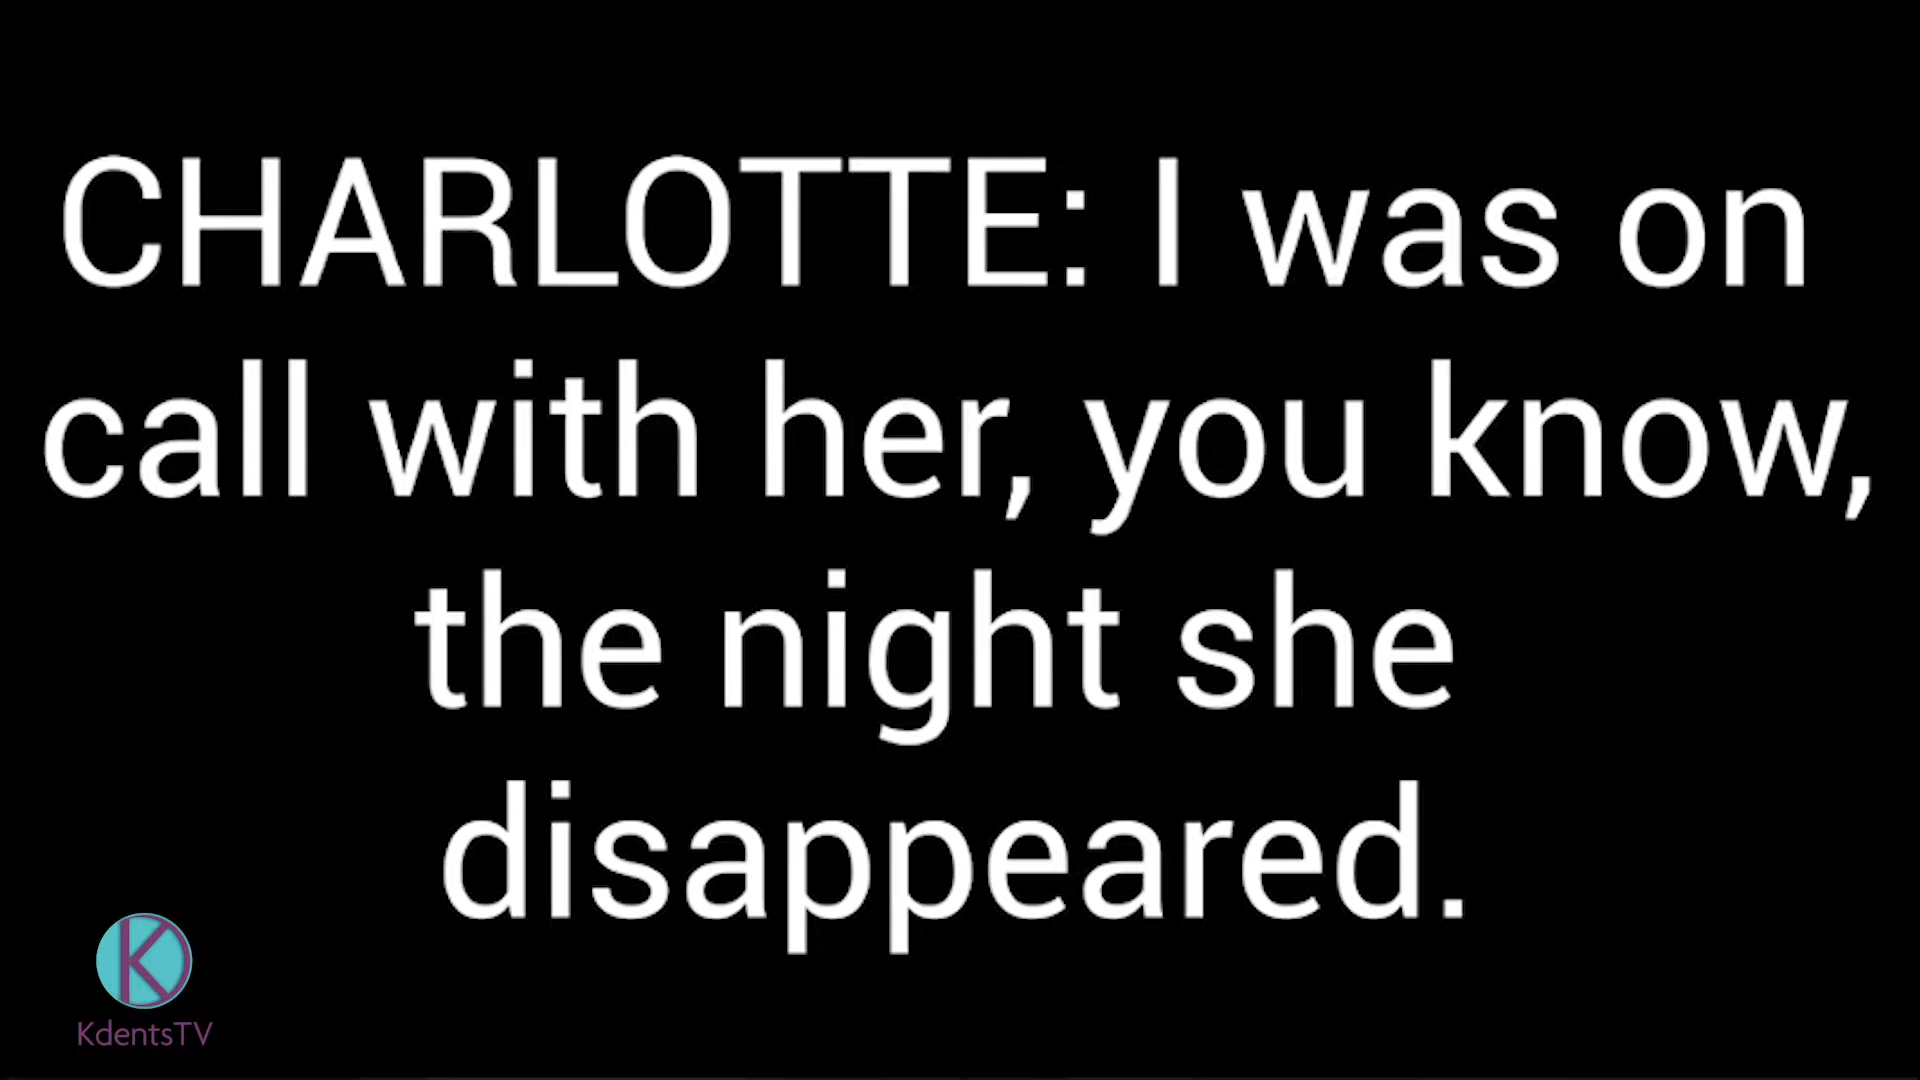 CHARLOTTE: I was on
call with her, you know,
the night she
disappeared.
K
KdentsTV